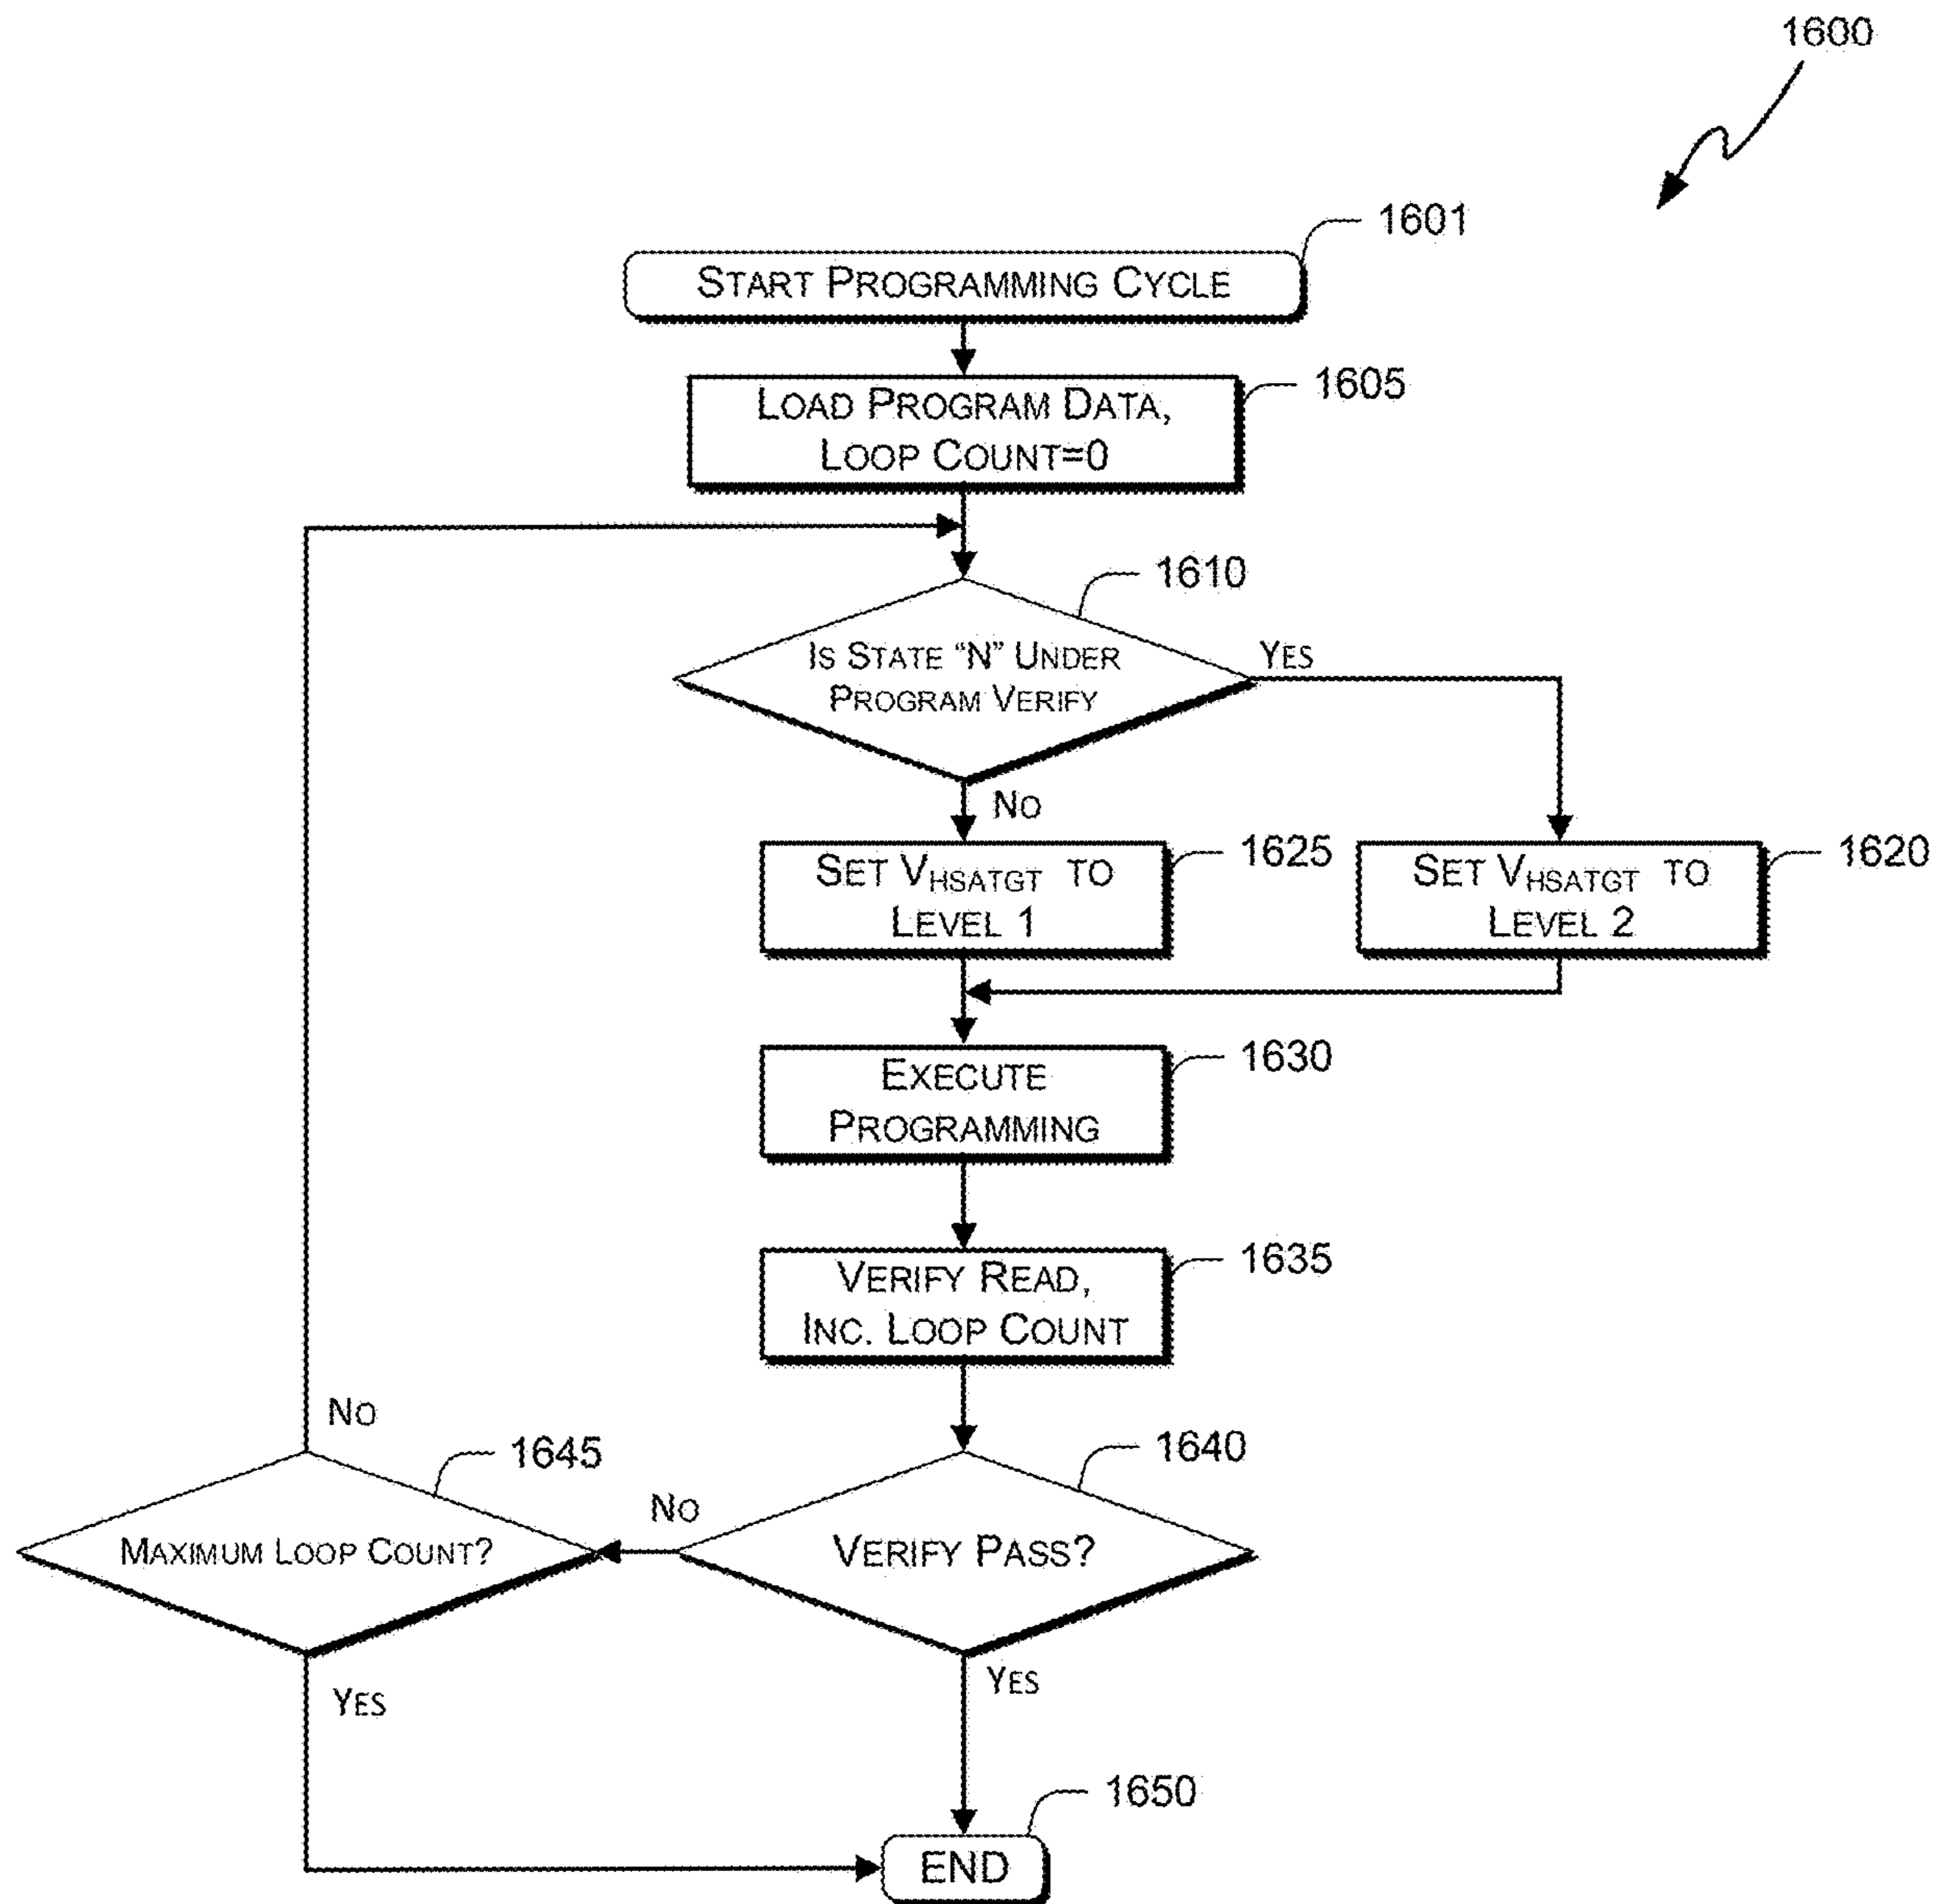 1600
1601
START PROGRAMMING CYCLE
1605
LOAD PROGRAM DATA,
LOOP COUNT=0
1610
IS STATE “N” UNDER
PROGRAM VERIFY
YES
NO
1625
SET VHSATGT TO
LEVEL 1
1620
SET VHSATGT TO
LEVEL 2
1630
EXECUTE
PROGRAMMING
1635
VERIFY READ,
INC. LOOP COUNT
NO
1645
MAXIMUM LOOP COUNT?
NO
1640
VERIFY PASS?
YES
YES
1650
END